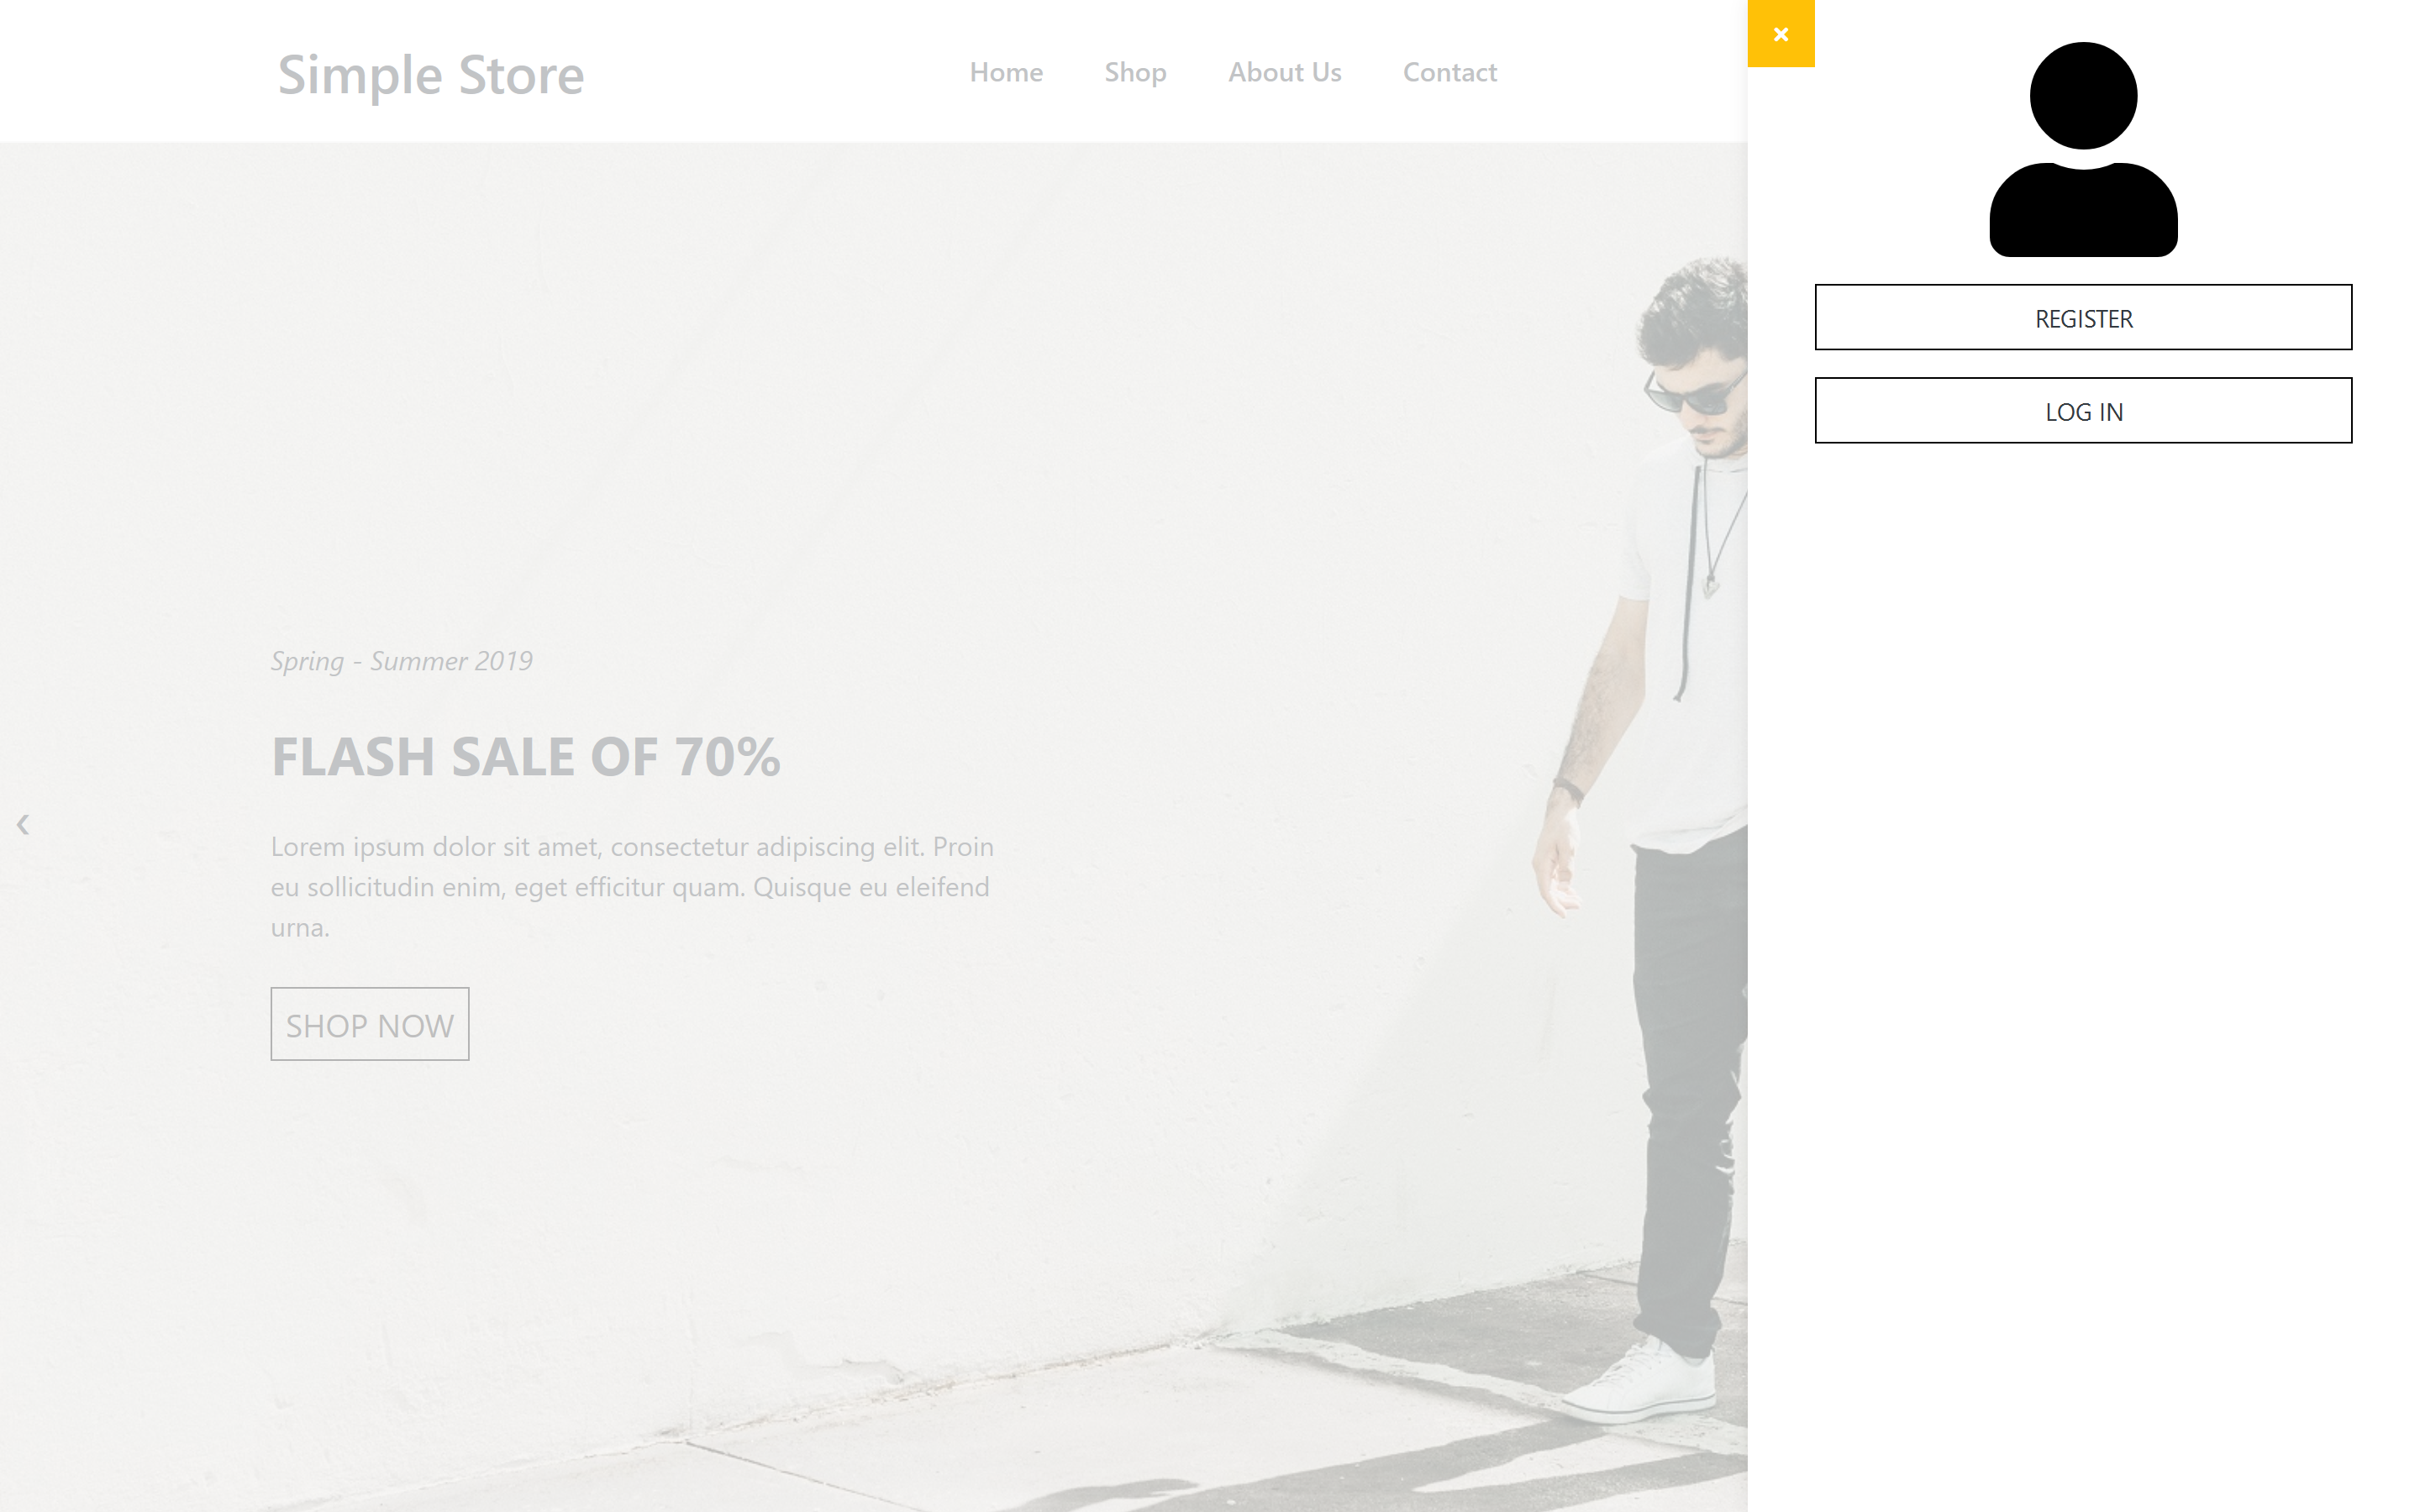 Simple Store
Home Shop About Us Contact
Spring - Summer 2019
FLASH SALE OF 70%
Lorem ipsum dolor sit amet, consectetur adipiscing elit. Proin
eu sollicitudin enim, eget efficitur quam. Quisque eu eleifend
urna.
SHOP NOW
REGISTER
LOG IN